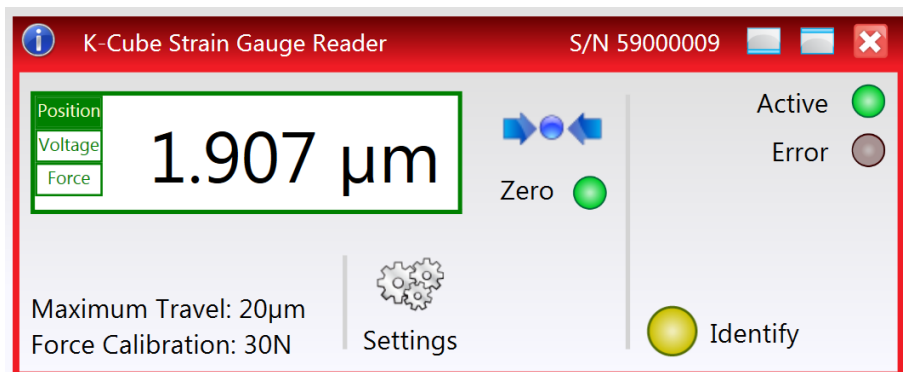 K-Cube Strain Gauge Reader S/N 59000009
Position
Voltage
Force
1.907 µm
Zero
Active
Error
Maximum Travel: 20µm
Force Calibration: 30N
Settings
Identify